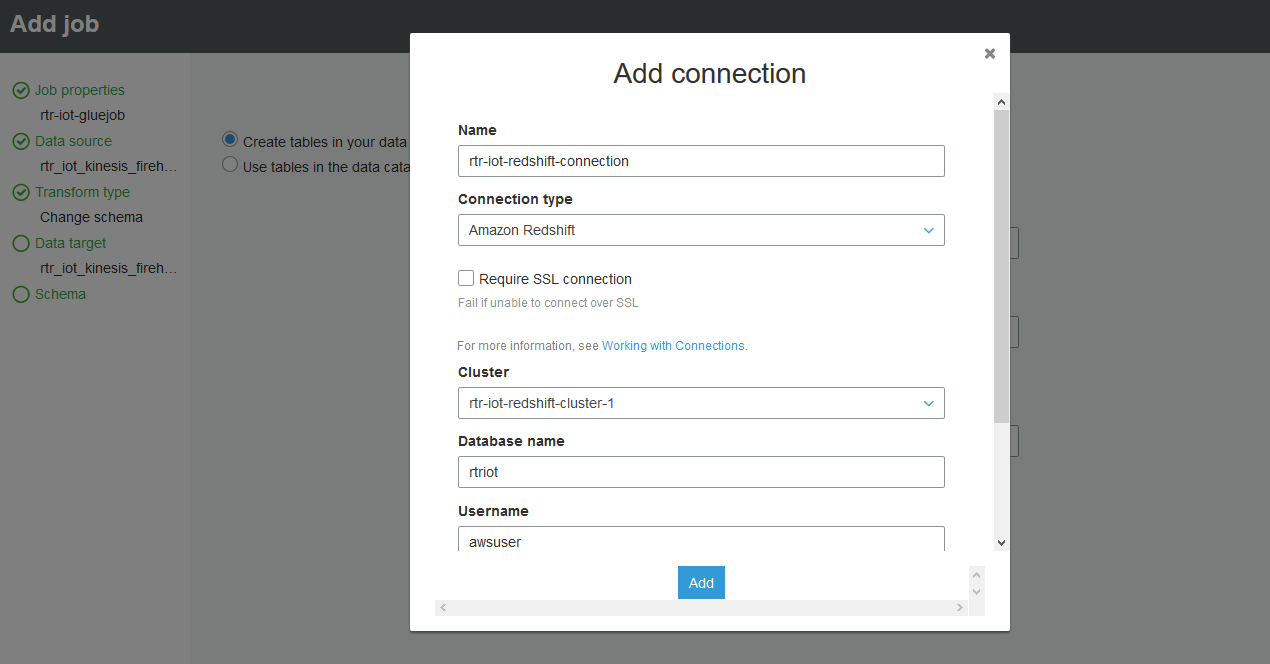 Add job
Job properties
rtr-iot-gluejob
Data source
rtr_iot_kinesis_fireh...
Transform type
Change schema
Data target
rtr_iot_kinesis_fireh...
Schema
Create tables in your data
Use tables in the data cata
Add connection
Name
rtr-iot-redshift-connection
Connection type
Amazon Redshift
Require SSL connection
Fail if unable to connect over SSL
For more information, see Working with Connections.
Cluster
rtr-iot-redshift-cluster-1
Database name
rtriot
Username
awsuser
Add